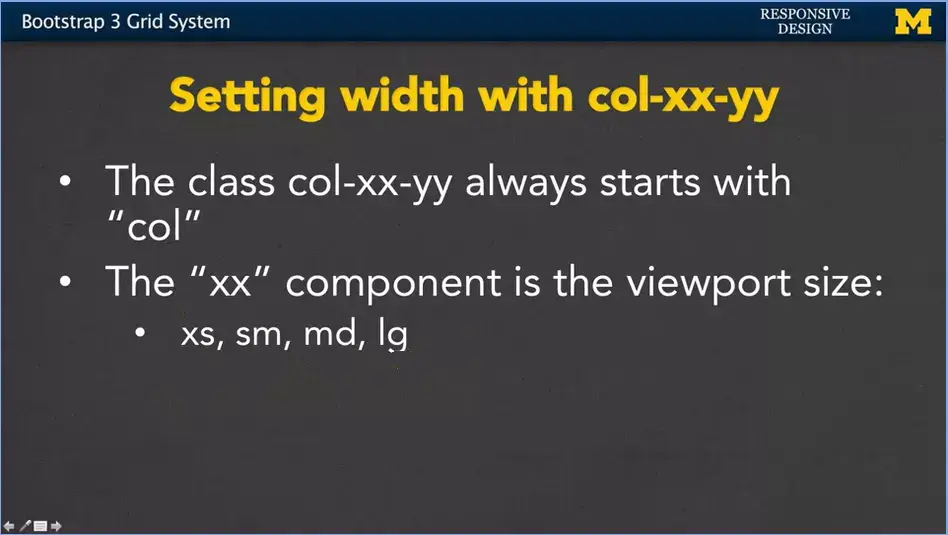 Bootstrap 3 Grid System
RESPONSIVE
DESIGN
M
Setting width with col-xx-yy
• The class col-xx-yy always starts with
“col”
• The “xx” component is the viewport size:
• xs, sm, md, lg